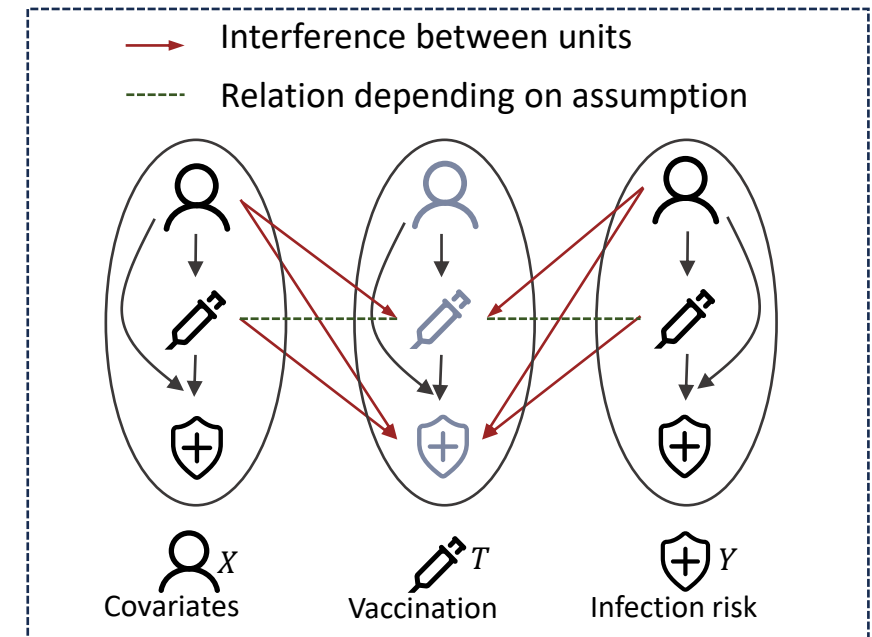 Interference between units
Relation depending on assumption
X T Y
Covariates Vaccination Infection risk